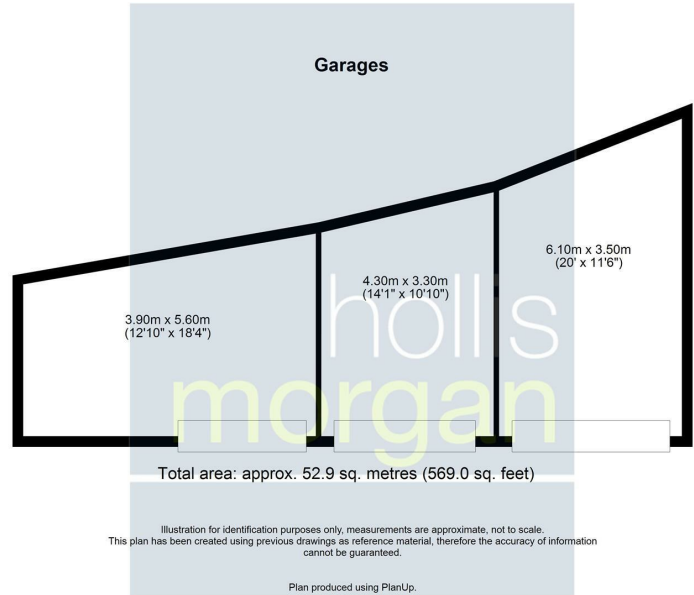 Garages
6.10m x 3.50m
(20' x 11'6")
4.30m x 3.30m
(14'1" x 10'10")
3.90m x 5.60m
(12'10" x 18'4")
hollis
morgan
Total area: approx. 52.9 sq. metres (569.0 sq. feet)
Illustration for identification purposes only, measurements are approximate, not to scale.
This plan has been created using previous drawings as reference material, therefore the accuracy of information
cannot be guaranteed.
Plan produced using PlanUp.